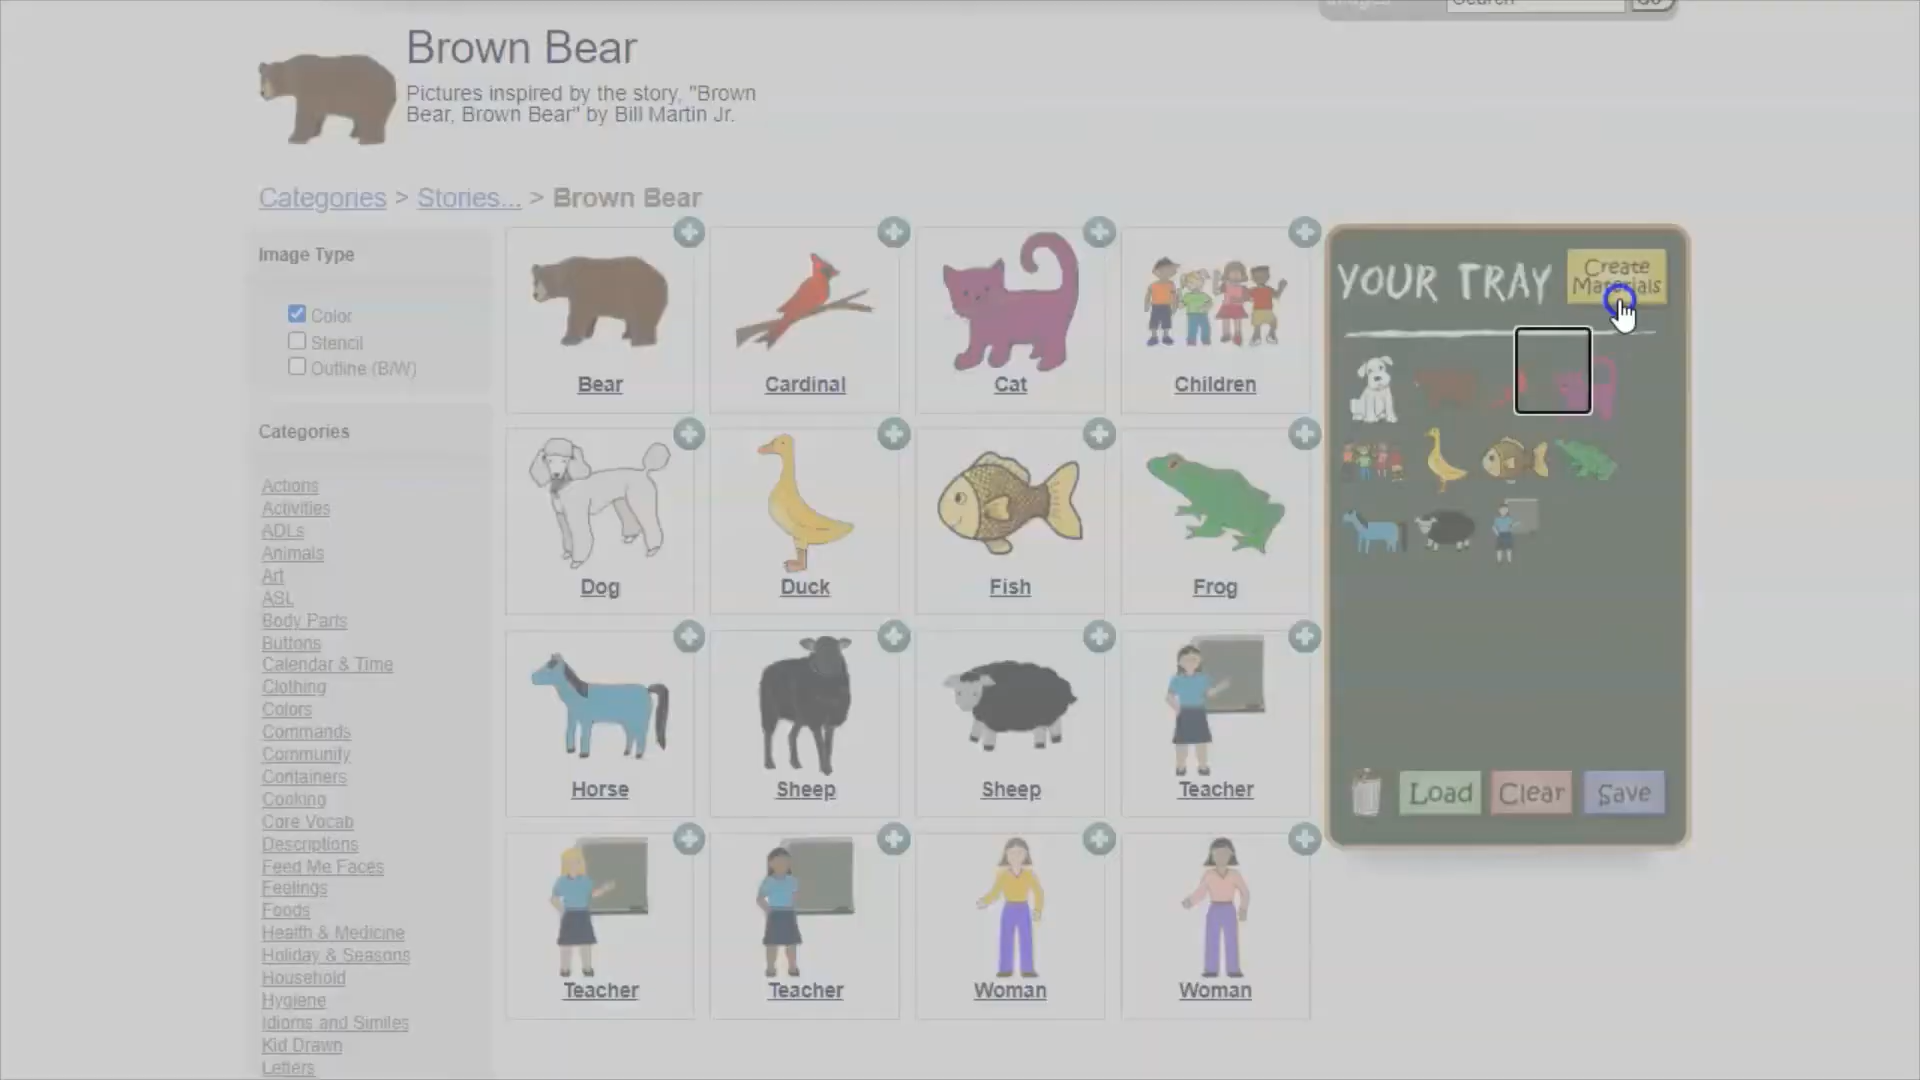 Search
Brown Bear
Pictures inspired by the story, "Brown
Bear, Brown Bear" by Bill Martin Jr.
Categories > Stories... > Brown Bear
Image Type
Color
Stencil
Outline (B/W)
Categories
Actions
Activities
ADLs
Animals
Art
ASL
Body Parts
Buttons
Calendar & Time
Clothing
Colors
Commands
Community
Containers
Cooking
Core Vocab
Descriptions
Feed Me Faces
Feelings
Foods
Health & Medicine
Holiday & Seasons
Household
Hygiene
Idioms and Similes
Kid Drawn
Letters
Bear
Cardinal
Cat
Children
Dog
Duck
Fish
Frog
Horse
Sheep
Sheep
Teacher
Teacher
Teacher
Woman
Woman
YOUR TRAY
Create
Materials
Load
Clear
Save